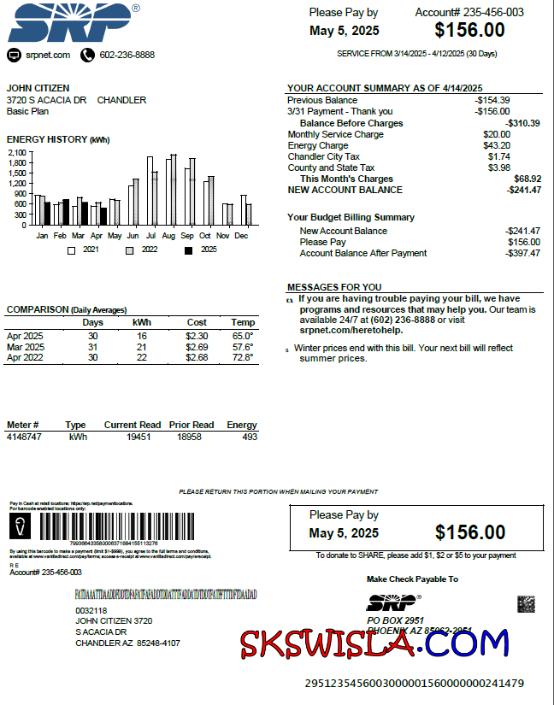 SRP®
srpnet.com 602-236-8888
Please Pay by Account# 235-456-003
May 5, 2025 $156.00
SERVICE FROM 3/14/2025 - 4/12/2025 (30 Days)
JOHN CITIZEN
3720 S ACACIA DR CHANDLER
Basic Plan
ENERGY HISTORY (kWh)
2,100
1,800
1,500
1,200
900
600
300
0
Jan Feb Mar Apr May Jun Jul Aug Sep Oct Nov Dec
2021 2022 2025
YOUR ACCOUNT SUMMARY AS OF 4/14/2025
Previous Balance -$154.39
3/31 Payment - Thank you -$156.00
Balance Before Charges -$310.39
Monthly Service Charge $20.00
Energy Charge $43.20
Chandler City Tax $1.74
County and State Tax $3.98
This Month's Charges $68.92
NEW ACCOUNT BALANCE -$241.47
Your Budget Billing Summary
New Account Balance -$241.47
Please Pay $156.00
Account Balance After Payment -$397.47
MESSAGES FOR YOU
If you are having trouble paying your bill, we have
programs and resources that may help you. Our team is
available 24/7 at (602) 236-8888 or visit
srpnet.com/heretohelp.
Winter prices end with this bill. Your next bill will reflect
summer prices.
COMPARISON (Daily Averages)
Days kWh Cost Temp
Apr 2025 30 16 $2.30 65.0°
Mar 2025 31 21 $2.69 57.6°
Apr 2022 30 22 $2.68 72.8°
Meter # Type Current Read Prior Read Energy
4148747 kWh 19451 18958 493
PLEASE RETURN THIS PORTION WHEN MAILING YOUR PAYMENT
Pay in Cash at retail locations:
For barcode enabled locations only:
By using this barcode to make a payment (limit $1-$999), you agree to the full terms and conditions,
R E
Account# 235-456-003
Please Pay by
May 5, 2025 $156.00
To donate to SHARE, please add $1, $2 or $5 to your payment
Make Check Payable To
SRP®
PO BOX 2951
PHOENIX AZ 85062-2951
0032118
JOHN CITIZEN 3720
S ACACIA DR
CHANDLER AZ 85248-4107
SKSWISLA.COM